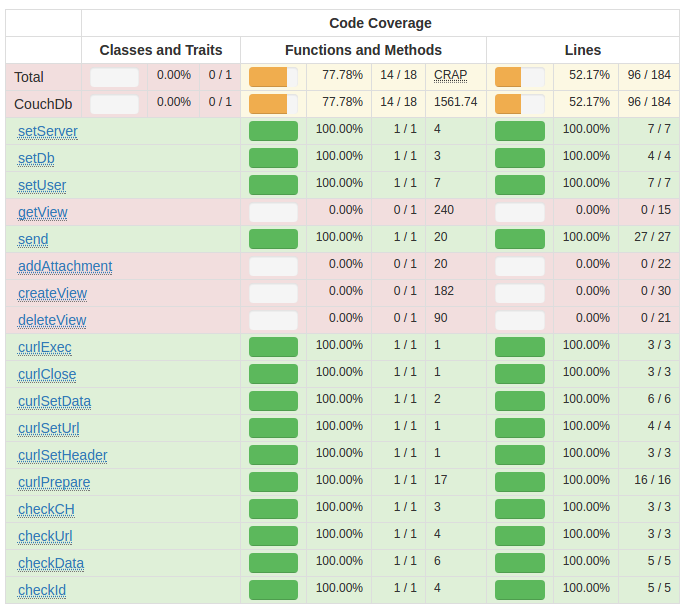 Code Coverage
Classes and Traits Functions and Methods Lines
Total 0.00% 0 / 1 77.78% 14 / 18 CRAP 52.17% 96 / 184
CouchDb 0.00% 0 / 1 77.78% 14 / 18 1561.74 52.17% 96 / 184
setServer 100.00% 1 / 1 4 100.00% 7 / 7
setDb 100.00% 1 / 1 3 100.00% 4 / 4
setUser 100.00% 1 / 1 7 100.00% 7 / 7
getView 0.00% 0 / 1 240 0.00% 0 / 15
send 100.00% 1 / 1 20 100.00% 27 / 27
addAttachment 0.00% 0 / 1 20 0.00% 0 / 22
createView 0.00% 0 / 1 182 0.00% 0 / 30
deleteView 0.00% 0 / 1 90 0.00% 0 / 21
curlExec 100.00% 1 / 1 1 100.00% 3 / 3
curlClose 100.00% 1 / 1 1 100.00% 3 / 3
curlSetData 100.00% 1 / 1 2 100.00% 6 / 6
curlSetUrl 100.00% 1 / 1 1 100.00% 4 / 4
curlSetHeader 100.00% 1 / 1 1 100.00% 3 / 3
curlPrepare 100.00% 1 / 1 17 100.00% 16 / 16
checkCH 100.00% 1 / 1 3 100.00% 3 / 3
checkUrl 100.00% 1 / 1 4 100.00% 3 / 3
checkData 100.00% 1 / 1 6 100.00% 5 / 5
checkId 100.00% 1 / 1 4 100.00% 5 / 5